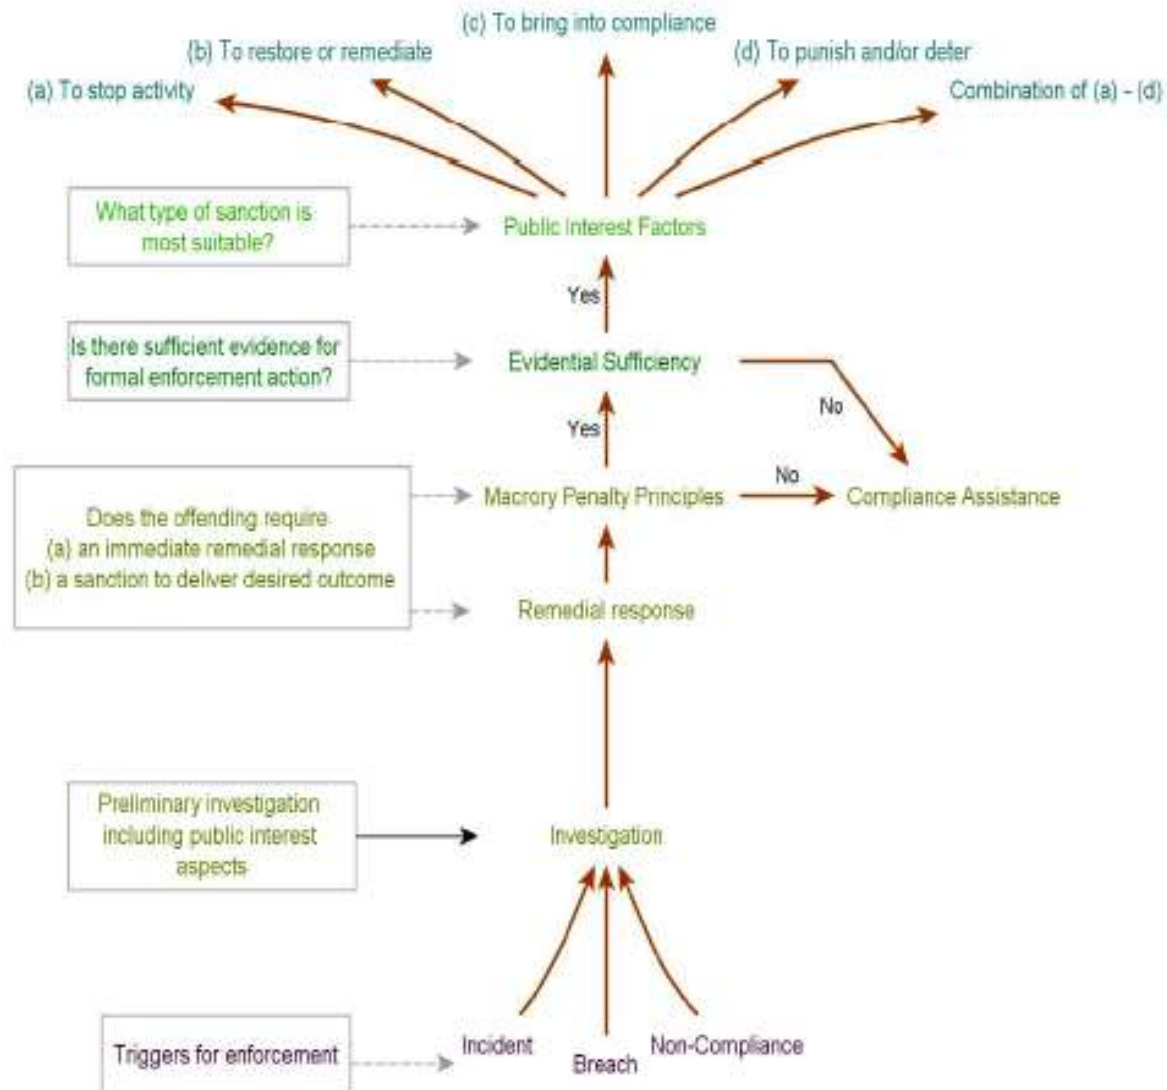 (c) To bring into compliance
(b) To restore or remediate
(d) To punish and/or deter
(a) To stop activity
Combination of (a) – (d)
What type of sanction is
most suitable?
Public Interest Factors
Yes
Is there sufficient evidence for
formal enforcement action?
Evidential Sufficiency
No
Yes
Does the offending require
(a) an immediate remedial response
(b) a sanction to deliver desired outcome
Macrory Penalty Principles
No
Compliance Assistance
Remedial response
Preliminary investigation
including public interest
aspects
Investigation
Triggers for enforcement
Incident
Breach
Non-Compliance